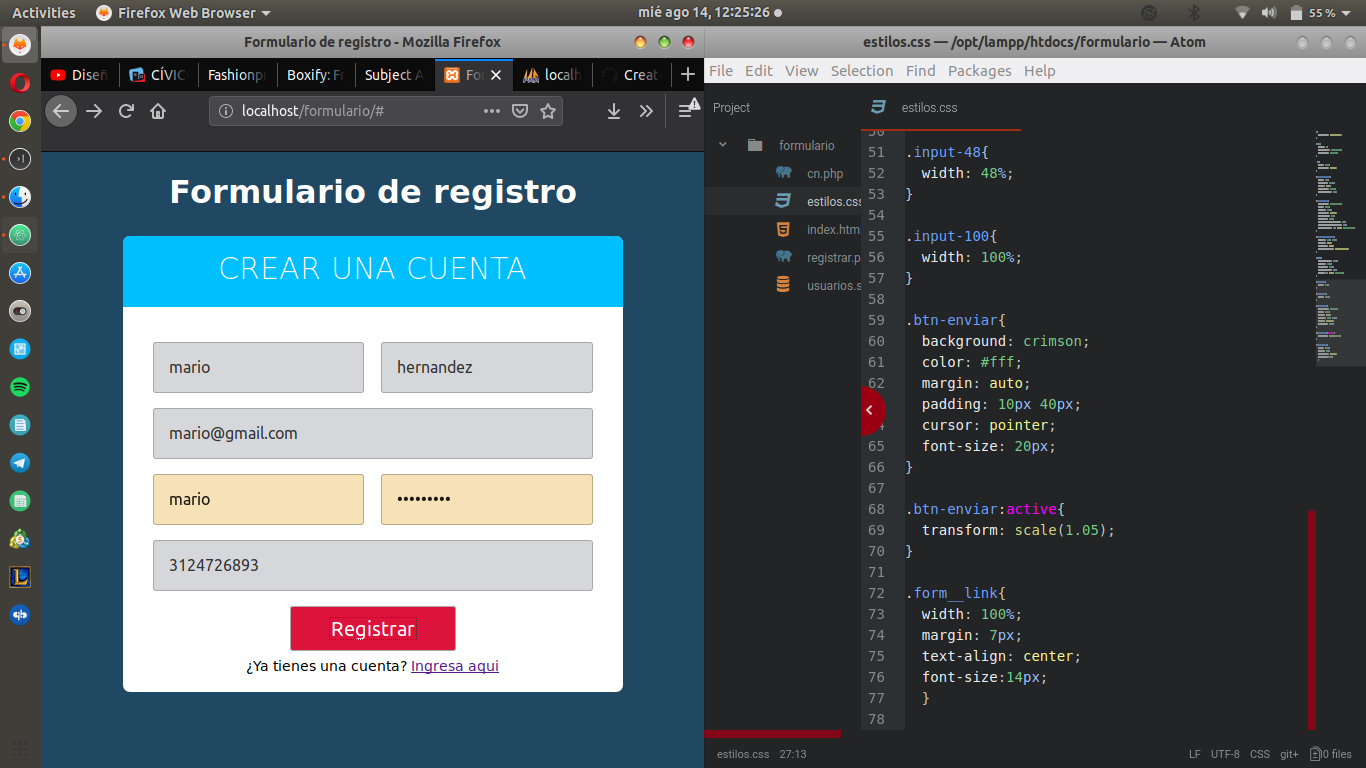 Activities
Firefox Web Browser
mié ago 14, 12:25:26
55 %
Formulario de registro - Mozilla Firefox
Diseñ
CÍVIC
Fashionp
Boxify: Fr
Subject A
For
localh
Create
localhost/formulario/#
Formulario de registro
CREAR UNA CUENTA
mario
hernandez
mario@gmail.com
mario
•••••••••
3124726893
Registrar
¿Ya tienes una cuenta? Ingresa aqui
estilos.css — /opt/lampp/htdocs/formulario — Atom
File Edit View Selection Find Packages Help
Project
estilos.css
formulario
cn.php
estilos.css
index.htm
registrar.p
usuarios.s
50
51 .input-48{
52 width: 48%;
53 }
54
55 .input-100{
56 width: 100%;
57 }
58
59 .btn-enviar{
60 background: crimson;
61 color: #fff;
62 margin: auto;
padding: 10px 40px;
cursor: pointer;
65 font-size: 20px;
66 }
67
68 .btn-enviar:active{
69 transform: scale(1.05);
70 }
71
72 .form__link{
73 width: 100%;
74 margin: 7px;
75 text-align: center;
76 font-size:14px;
77 }
78
estilos.css 27:13
LF UTF-8 CSS git+ 0 files